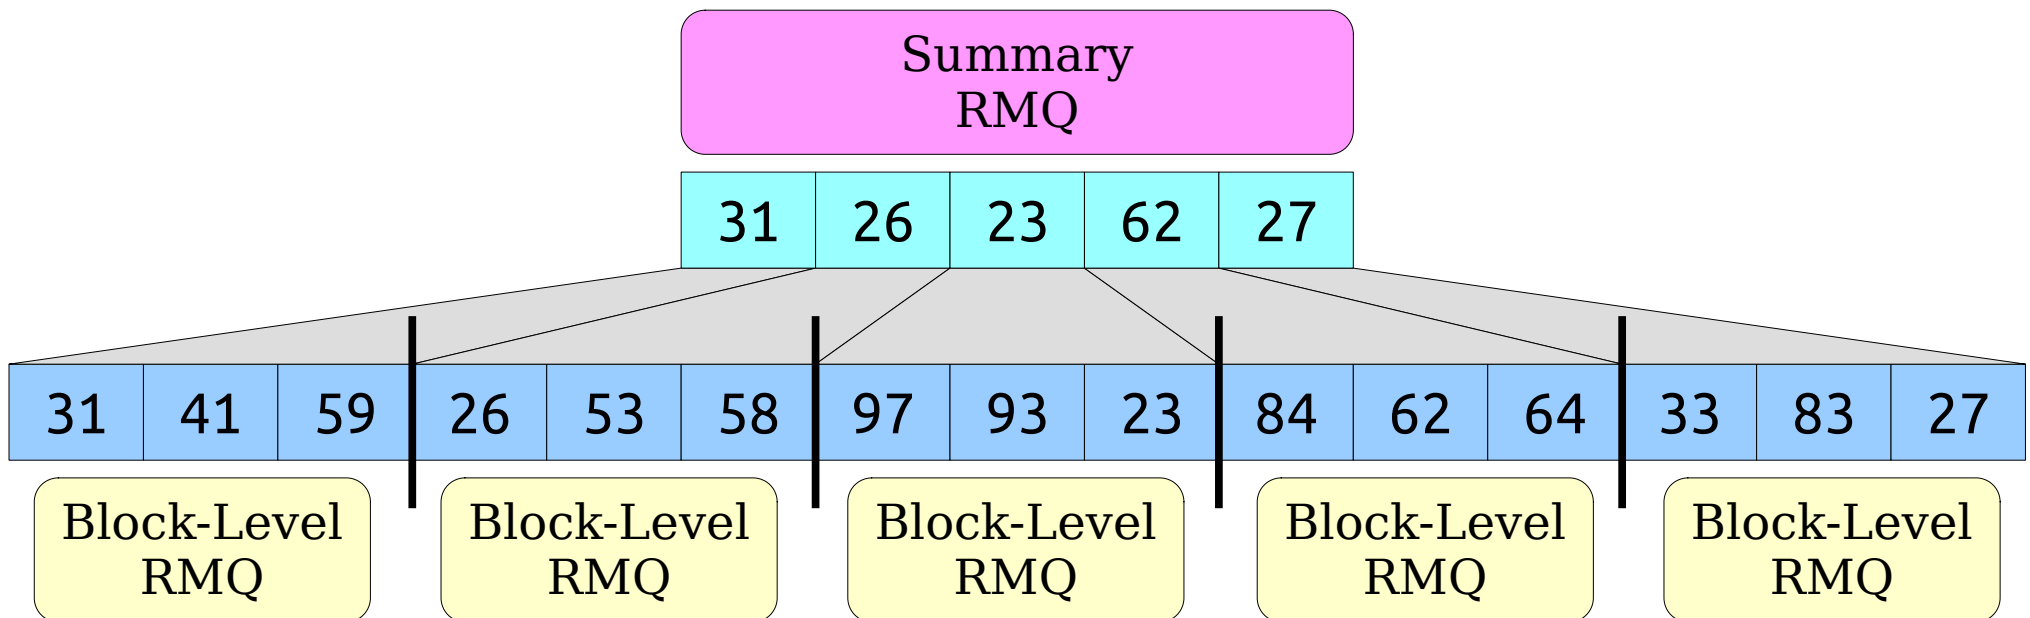 Summary
RMQ
31 26 23 62 27
31 41 59 26 53 58 97 93 23 84 62 64 33 83 27
Block-Level Block-Level Block-Level Block-Level Block-Level
RMQ RMQ RMQ RMQ RMQ